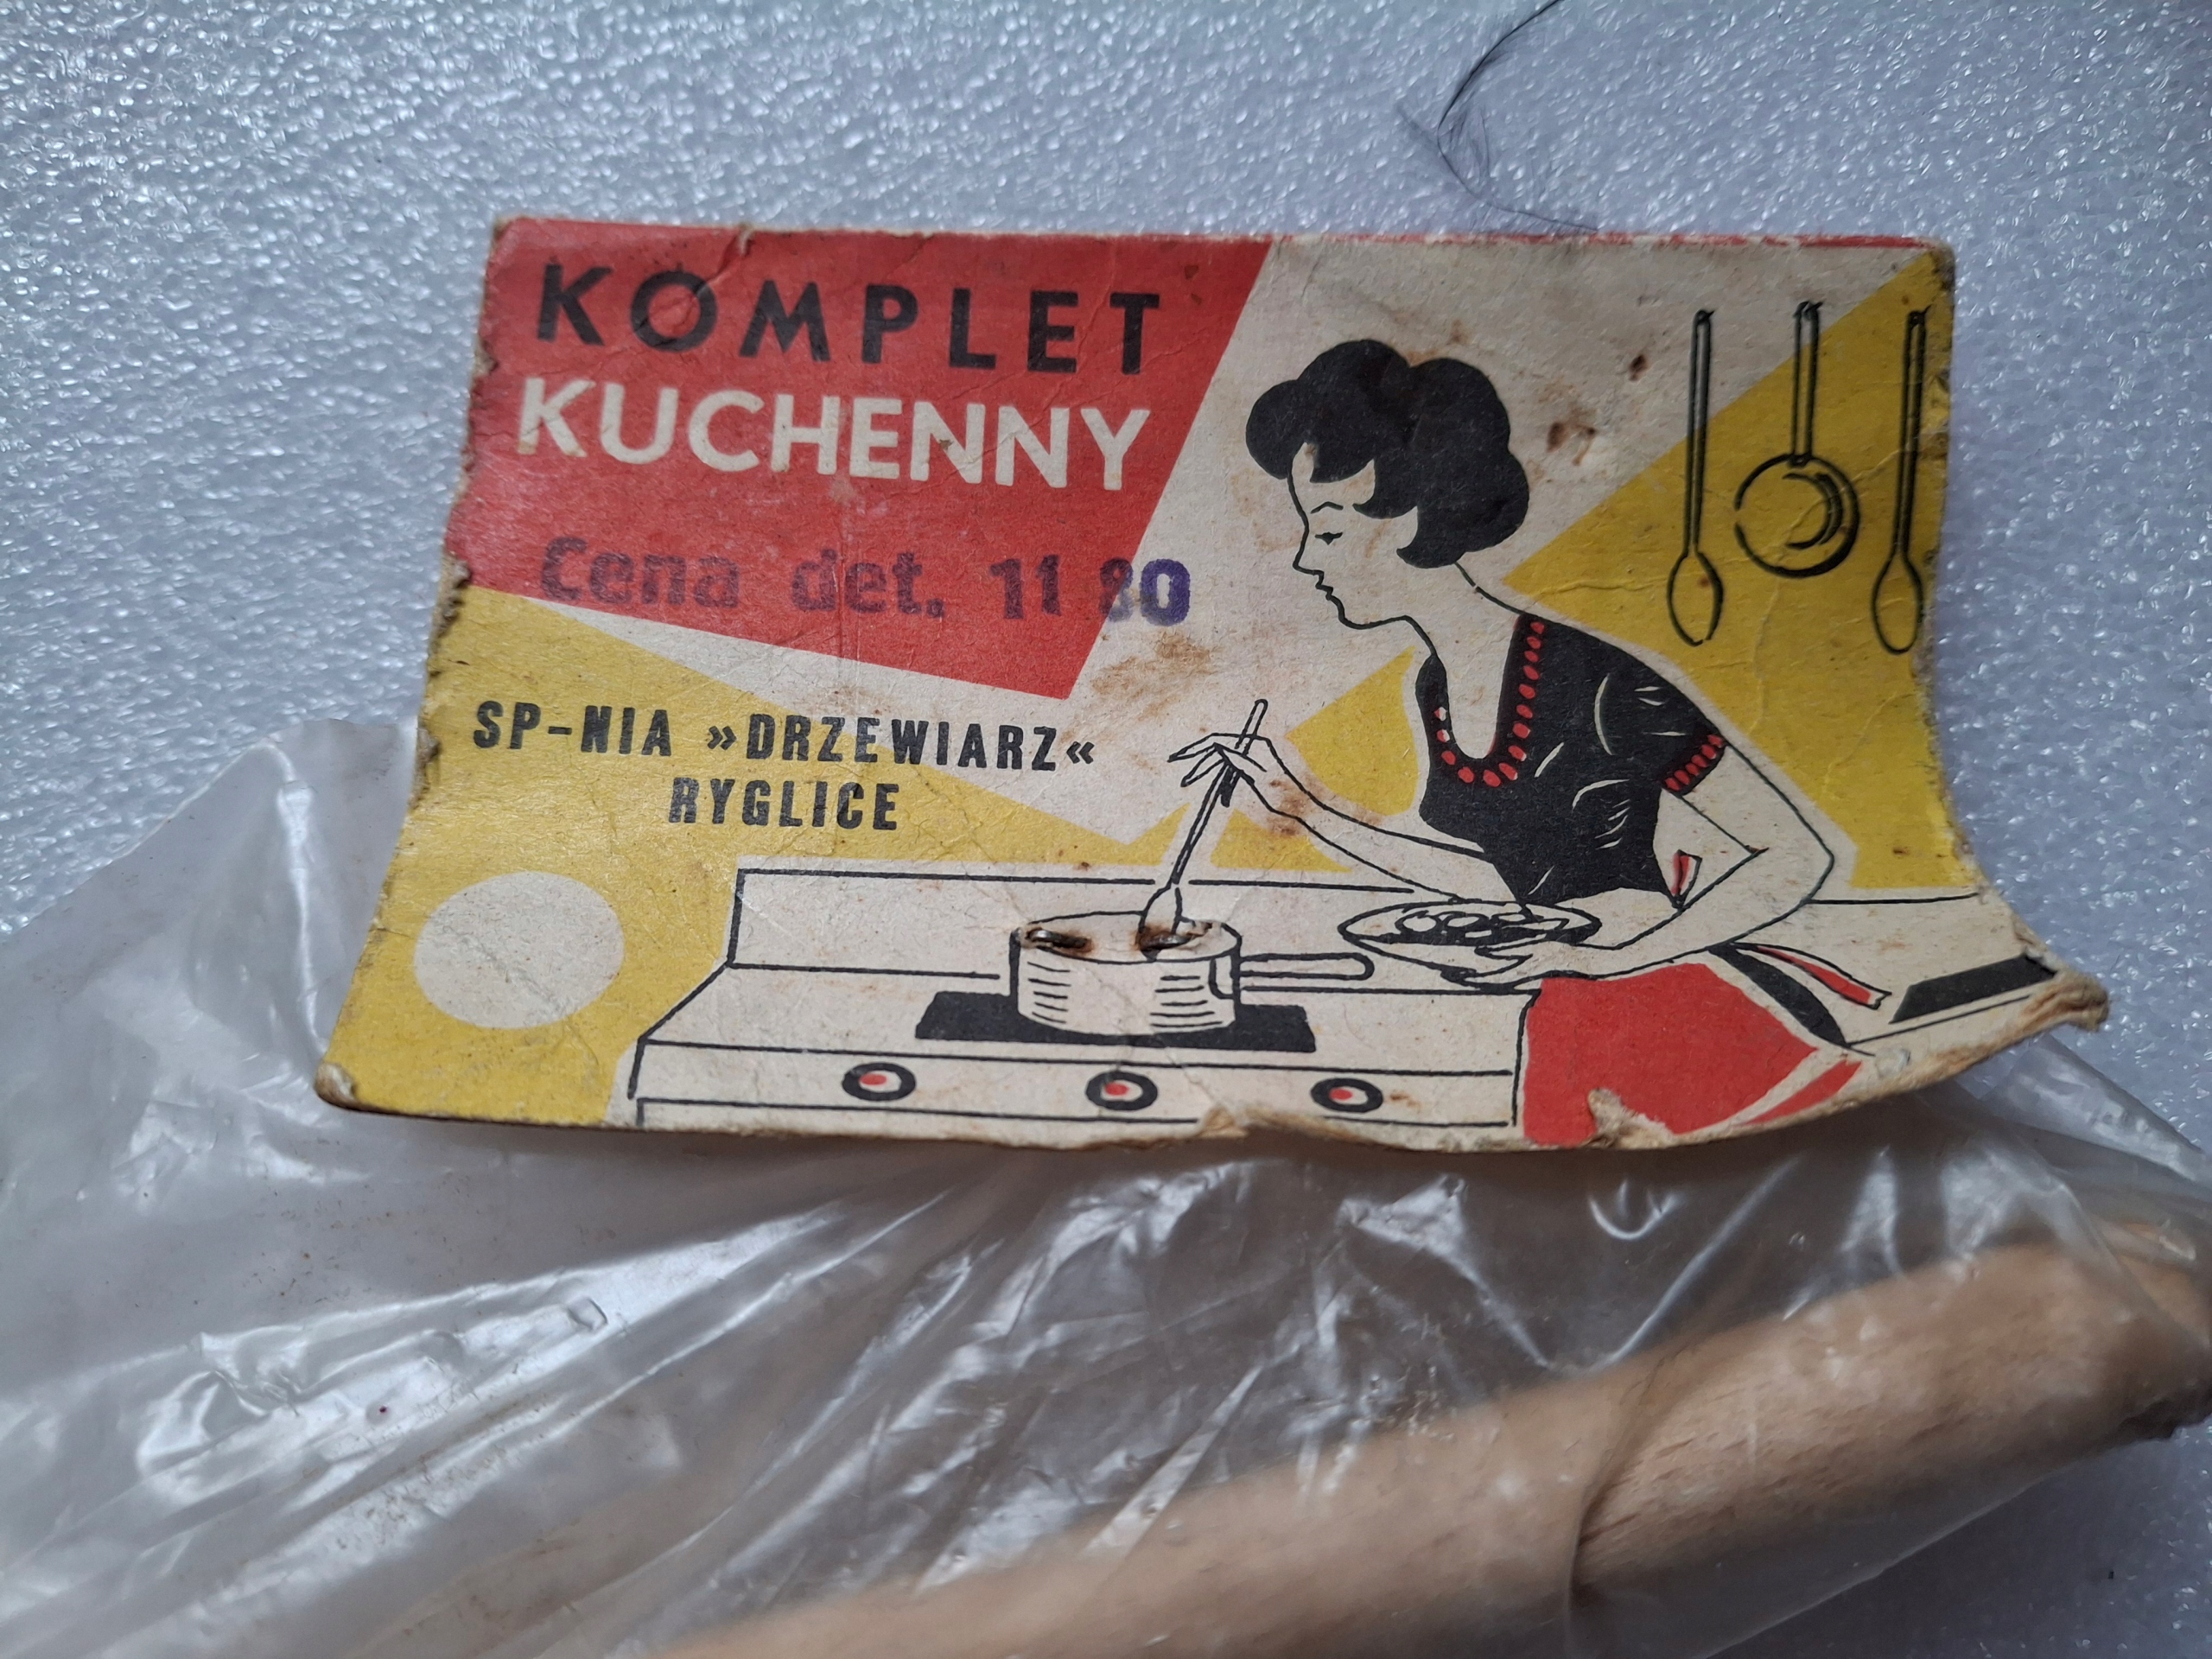 KOMPLET
KUCHENNY
Cena det. 11 80
SP-NIA »DRZEWIARZ«
RYGLICE